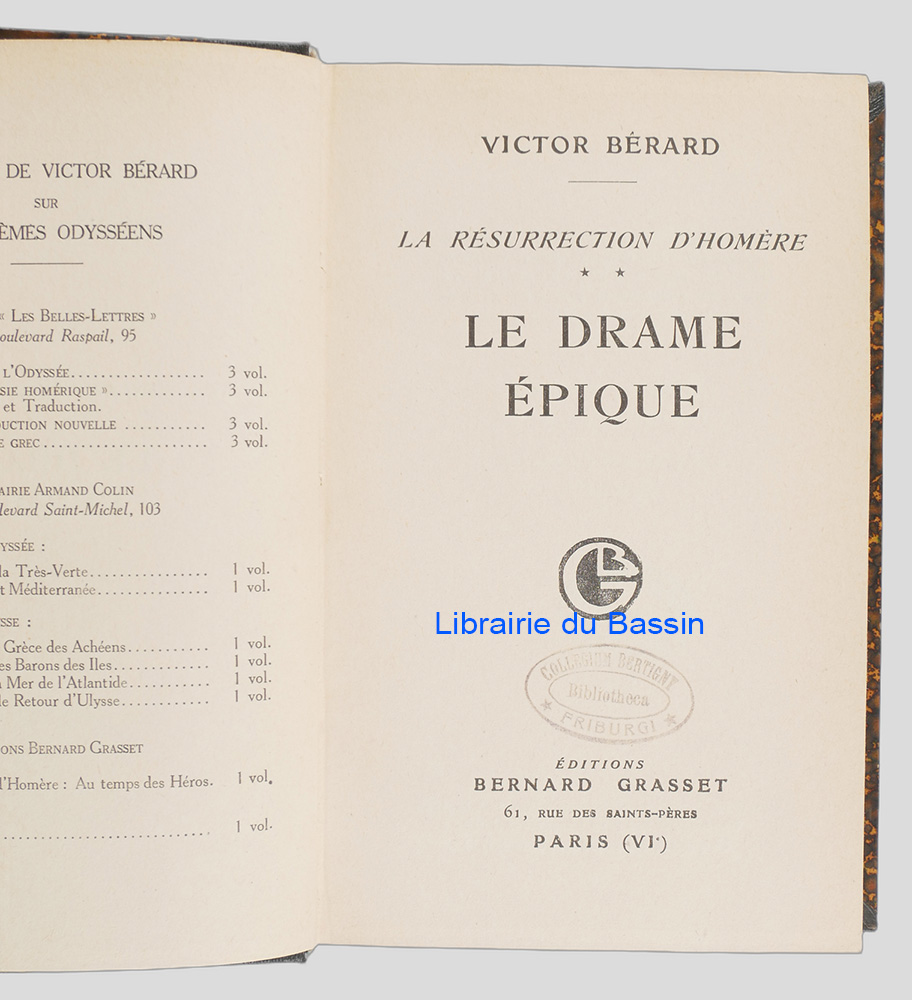 DE VICTOR BÉRARD
SUR
ÈMES ODYSSÉENS
« LES BELLES-LETTRES »
oulevard Raspail, 95
L'ODYSSÉE.................. 3 vol.
SIE HOMÉRIQUE »............. 3 vol.
et Traduction.
UCTION NOUVELLE ........... 3 vol.
E GREC...................... 3 vol.
AIRIE ARMAND COLIN
levard Saint-Michel, 103
YSSÉE :
la Très-Verte................ 1 vol.
t Méditerranée............... 1 vol.
SSE :
Grèce des Achéens........... 1 vol.
es Barons des Iles............ 1 vol.
a Mer de l'Atlantide........... 1 vol.
le Retour d'Ulysse............ 1 vol.
ONS BERNARD GRASSET
d'Homère : Au temps des Héros. 1 vol.
............................ 1 vol.
VICTOR BÉRARD
LA RÉSURRECTION D'HOMÈRE
★ ★
LE DRAME
ÉPIQUE
GB
Librairie du Bassin
COLLEGIUM BERTIGNY
Bibliotheca
★ FRIBURGI ★
ÉDITIONS
BERNARD GRASSET
61, RUE DES SAINTS-PÈRES
PARIS (VIe)